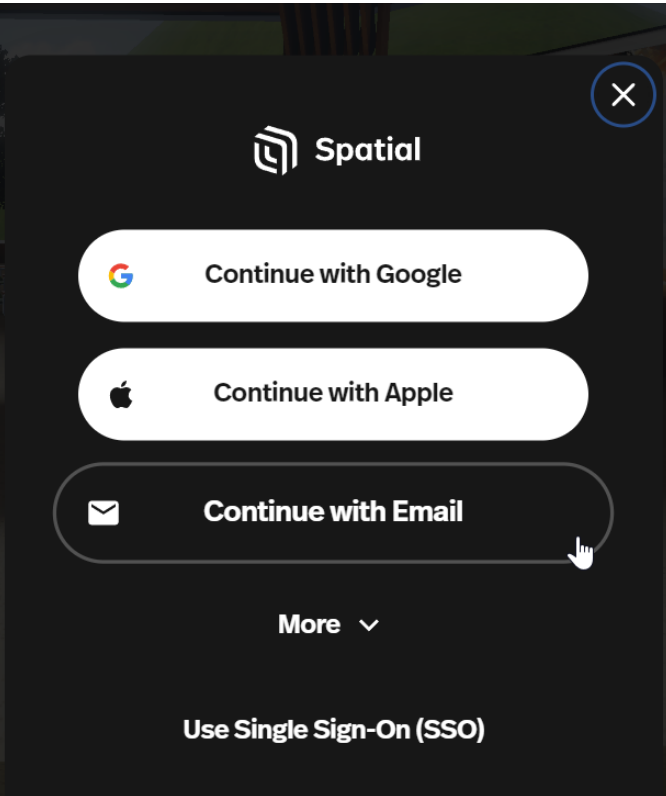 Spatial
Continue with Google
Continue with Apple
Continue with Email
More
Use Single Sign-On (SSO)